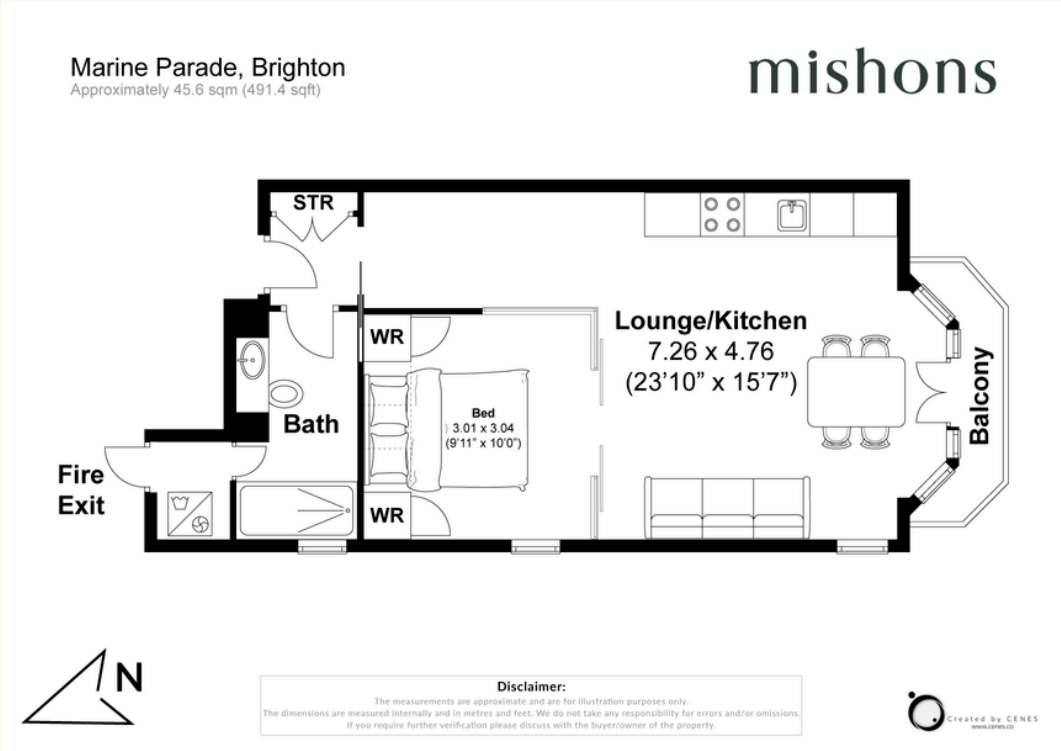 Marine Parade, Brighton
Approximately 45.6 sqm (491.4 sqft)
mishons
STR
WR
Lounge/Kitchen
7.26 x 4.76
(23'10" x 15'7")
Bed
3.01 x 3.04
(9'11" x 10'0")
Bath
Balcony
Fire
Exit
WR
N
Disclaimer:
The measurements are approximate and are for illustration purposes only.
The dimensions are measured internally and in metres and feet. We do not take any responsibility for errors and/or omissions.
If you require further verification please discuss with the buyer/owner of the property.
Created by CENES
www.cenes.co